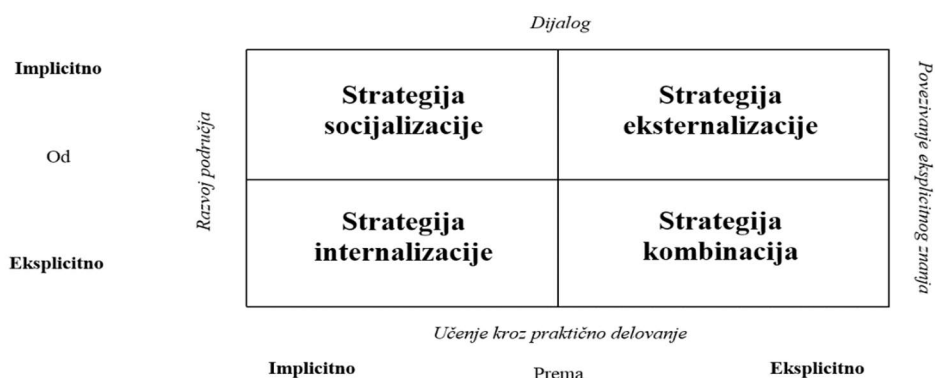 Dijalog
Implicitno
Od
Eksplicitno
Razvoj područja
Strategija
socijalizacije
Strategija
eksternalizacije
Strategija
internalizacije
Strategija
kombinacija
Povezivanje eksplicitnog znanja
Učenje kroz praktično delovanje
Implicitno
Prema
Eksplicitno